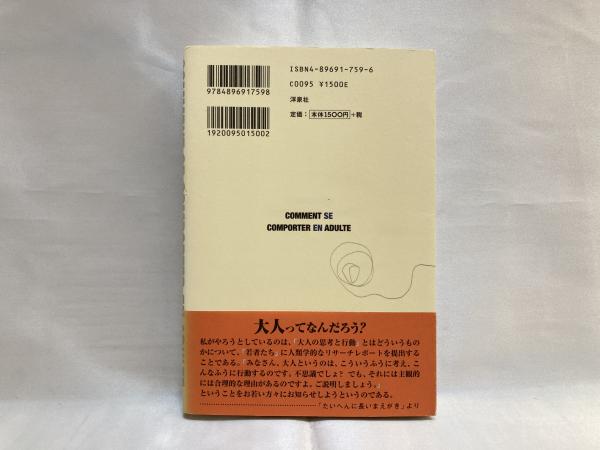 ISBN4-89691-759-6
C0095 ¥1500E
9784896917598
洋泉社
定価：本体1500円+税
1920095015002
COMMENT SE
COMPORTER EN ADULTE
大人ってなんだろう?
私がやろうとしているのは、「大人の思考と行動」とはどういうもの
かについて、「若者たち」に人類学的なリサーチレポートを提出する
ことである。「みなさん、大人というのは、こういうふうに考え、こ
んなふうに行動するのです。不思議でしょ? でも、それには主観的
には合理的な理由があるのですよ。ご説明しましょう。」
ということをお若い方々にお知らせしようというのである。
「たいへんに長いまえがき」より